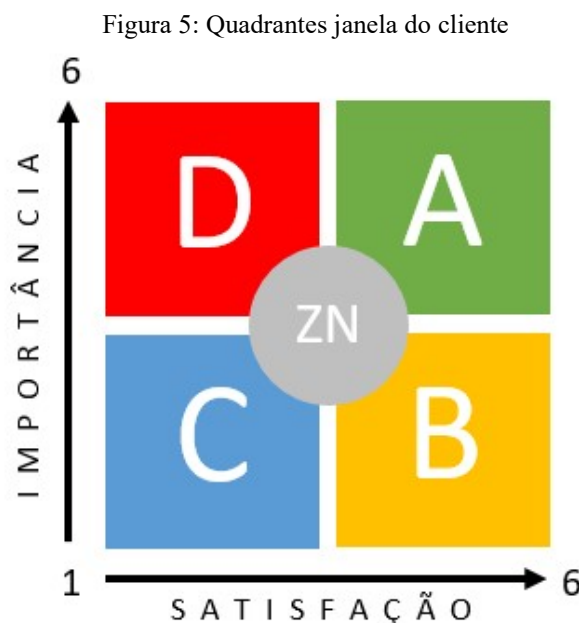 Figura 5: Quadrantes janela do cliente
6
IMPORTÂNCIA
D
A
ZN
C
B
1
6
SATISFAÇÃO